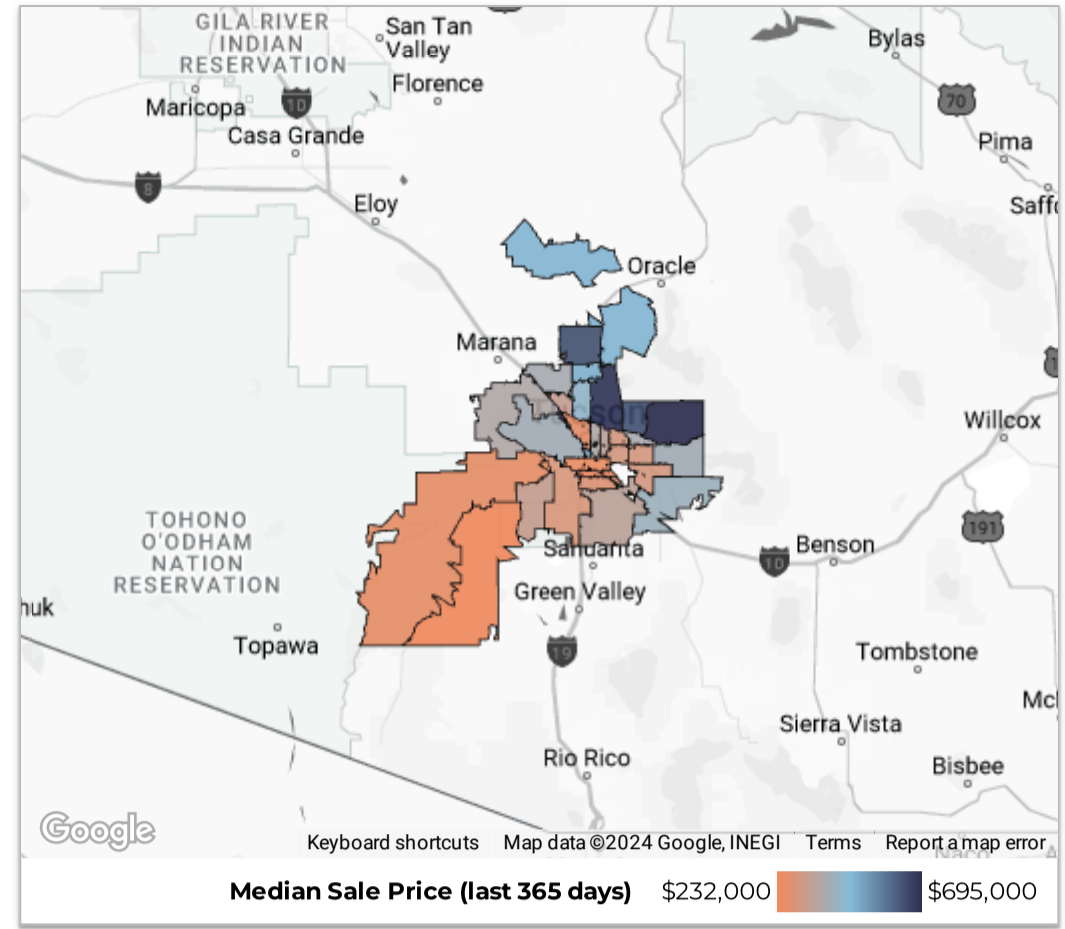 GILA RIVER
INDIAN
RESERVATION
San Tan
Valley
Bylas
Florence
70
Maricopa
10
Casa Grande
Pima
8
Eloy
Oracle
Marana
Tucson
Willcox
191
TOHONO
O'ODHAM
NATION
RESERVATION
Benson
10
Sahuarita
Green Valley
Topawa
19
Tombstone
Sierra Vista
Rio Rico
Bisbee
Google
Keyboard shortcuts
Map data ©2024 Google, INEGI
Terms
Report a map error
Naco
Median Sale Price (last 365 days)
$232,000
$695,000